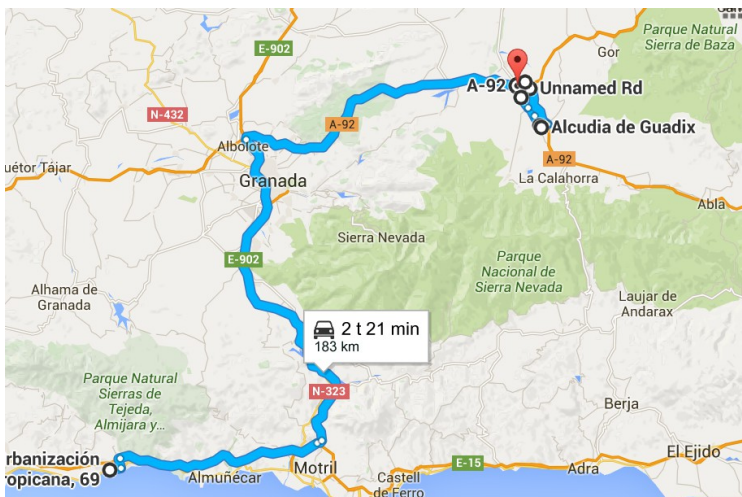 Parque Natural
Sierra de Baza
Gor
E-902
A-92
Unnamed Rd
N-432
A-92
Alcudia de Guadix
Albolote
A-92
uétor Tájar
La Calahorra
Granada
Abla
Sierra Nevada
E-902
Parque
Nacional de
Sierra Nevada
Alhama de
Granada
Laujar de
Andarax
2 t 21 min
183 km
Parque Natural
Sierras de
Tejeda,
Almijara y...
N-323
Berja
rbanización
ropicana, 69
El Ejido
Almuñécar
Motril
E-15
Adra
Castell
de Ferro